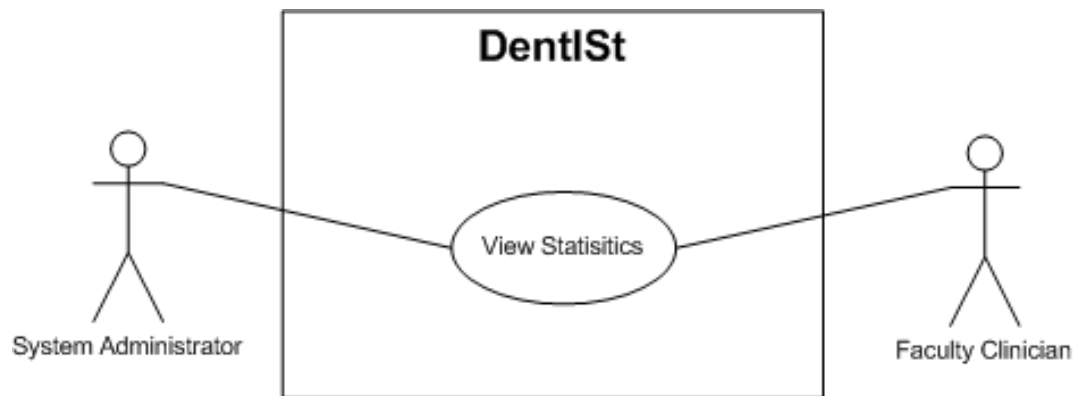 DentISt
View Statisitics
System Administrator
Faculty Clinician